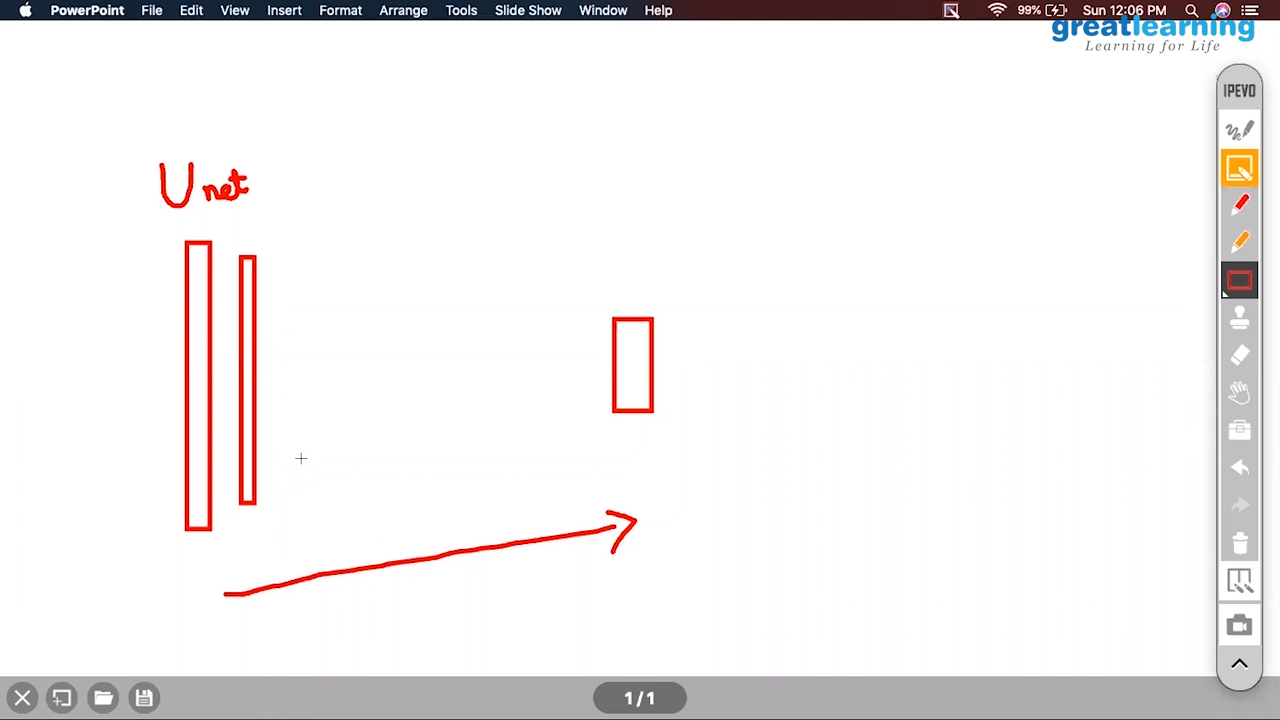 PowerPoint File Edit View Insert Format Arrange Tools Slide Show Window Help 99% Sun 12:06 PM
greatlearning
Learning for Life
IPEVO
Unet
1/1